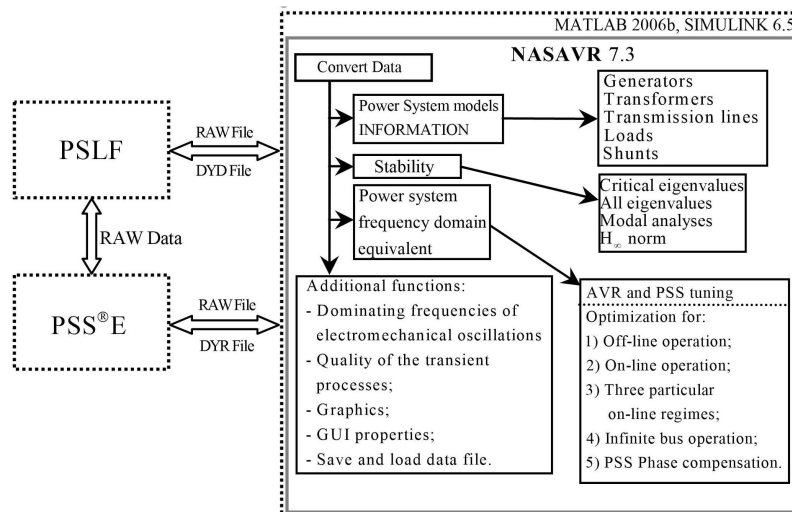 MATLAB 2006b, SIMULINK 6.5
NASAVR 7.3
Convert Data
Power System models
INFORMATION
Generators
Transformers
Transmission lines
Loads
Shunts
PSLF
RAW File
DYD File
Stability
Critical eigenvalues
All eigenvalues
Modal analyses
H∞ norm
Power system
frequency domain
equivalent
RAW Data
PSS®E
RAW File
DYR File
Additional functions:
- Dominating frequencies of
electromechanical oscillations
- Quality of the transient
processes;
- Graphics;
- GUI properties;
- Save and load data file.
AVR and PSS tuning
Optimization for:
1) Off-line operation;
2) On-line operation;
3) Three particular
on-line regimes;
4) Infinite bus operation;
5) PSS Phase compensation.